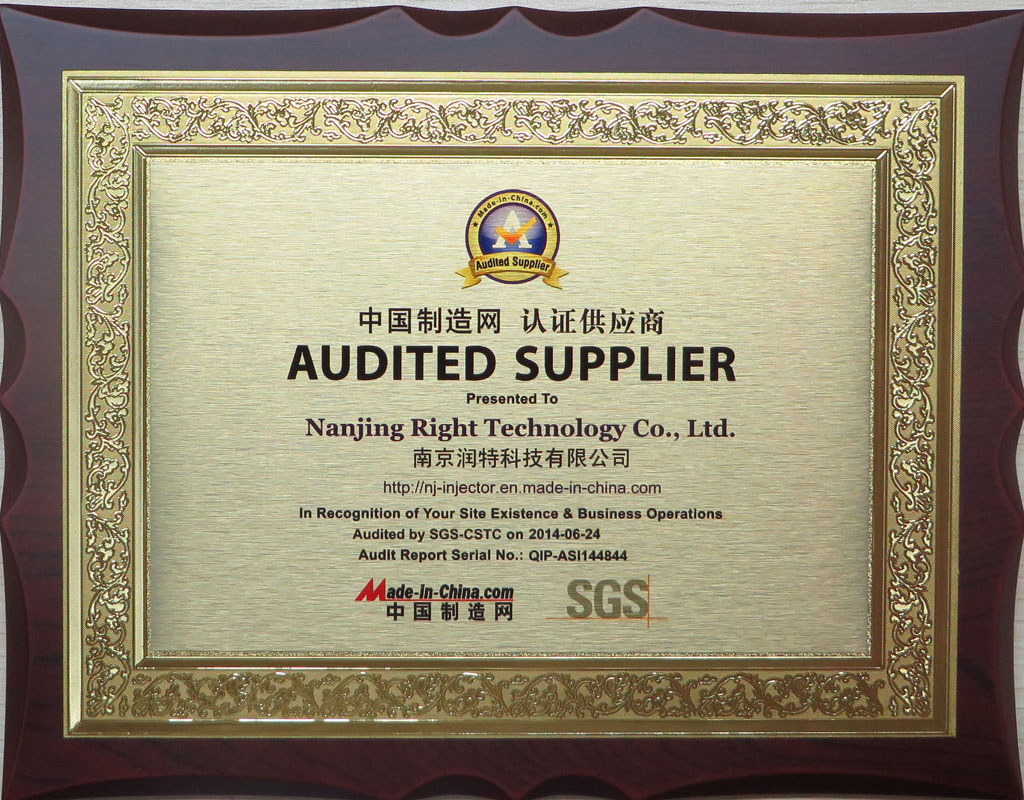 Made-in-China.com
A
Audited Supplier
中国制造网 认证供应商
AUDITED SUPPLIER
Presented To
Nanjing Right Technology Co., Ltd.
南京润特科技有限公司
http://nj-injector.en.made-in-china.com
In Recognition of Your Site Existence & Business Operations
Audited by SGS-CSTC on 2014-06-24
Audit Report Serial No.: QIP-ASI144844
Made-In-China.com
中国制造网
SGS